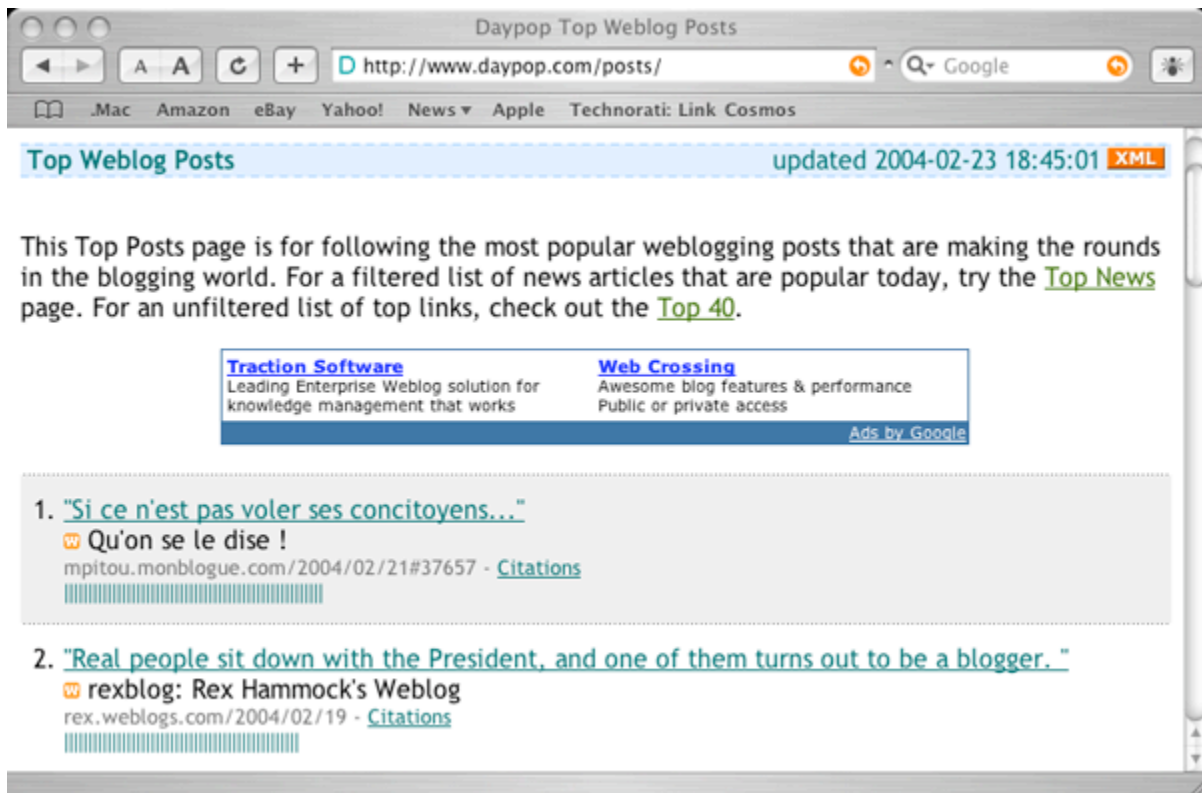 Daypop Top Weblog Posts
A A D http://www.daypop.com/posts/ Google
.Mac Amazon eBay Yahoo! News Apple Technorati: Link Cosmos
Top Weblog Posts updated 2004-02-23 18:45:01 XML
This Top Posts page is for following the most popular weblogging posts that are making the rounds
in the blogging world. For a filtered list of news articles that are popular today, try the Top News
page. For an unfiltered list of top links, check out the Top 40.
Traction Software Web Crossing
Leading Enterprise Weblog solution for Awesome blog features & performance
knowledge management that works Public or private access
Ads by Google
1. "Si ce n'est pas voler ses concitoyens..."
w Qu'on se le dise !
mpitou.monblogue.com/2004/02/21#37657 - Citations
2. "Real people sit down with the President, and one of them turns out to be a blogger. "
w rexblog: Rex Hammock's Weblog
rex.weblogs.com/2004/02/19 - Citations